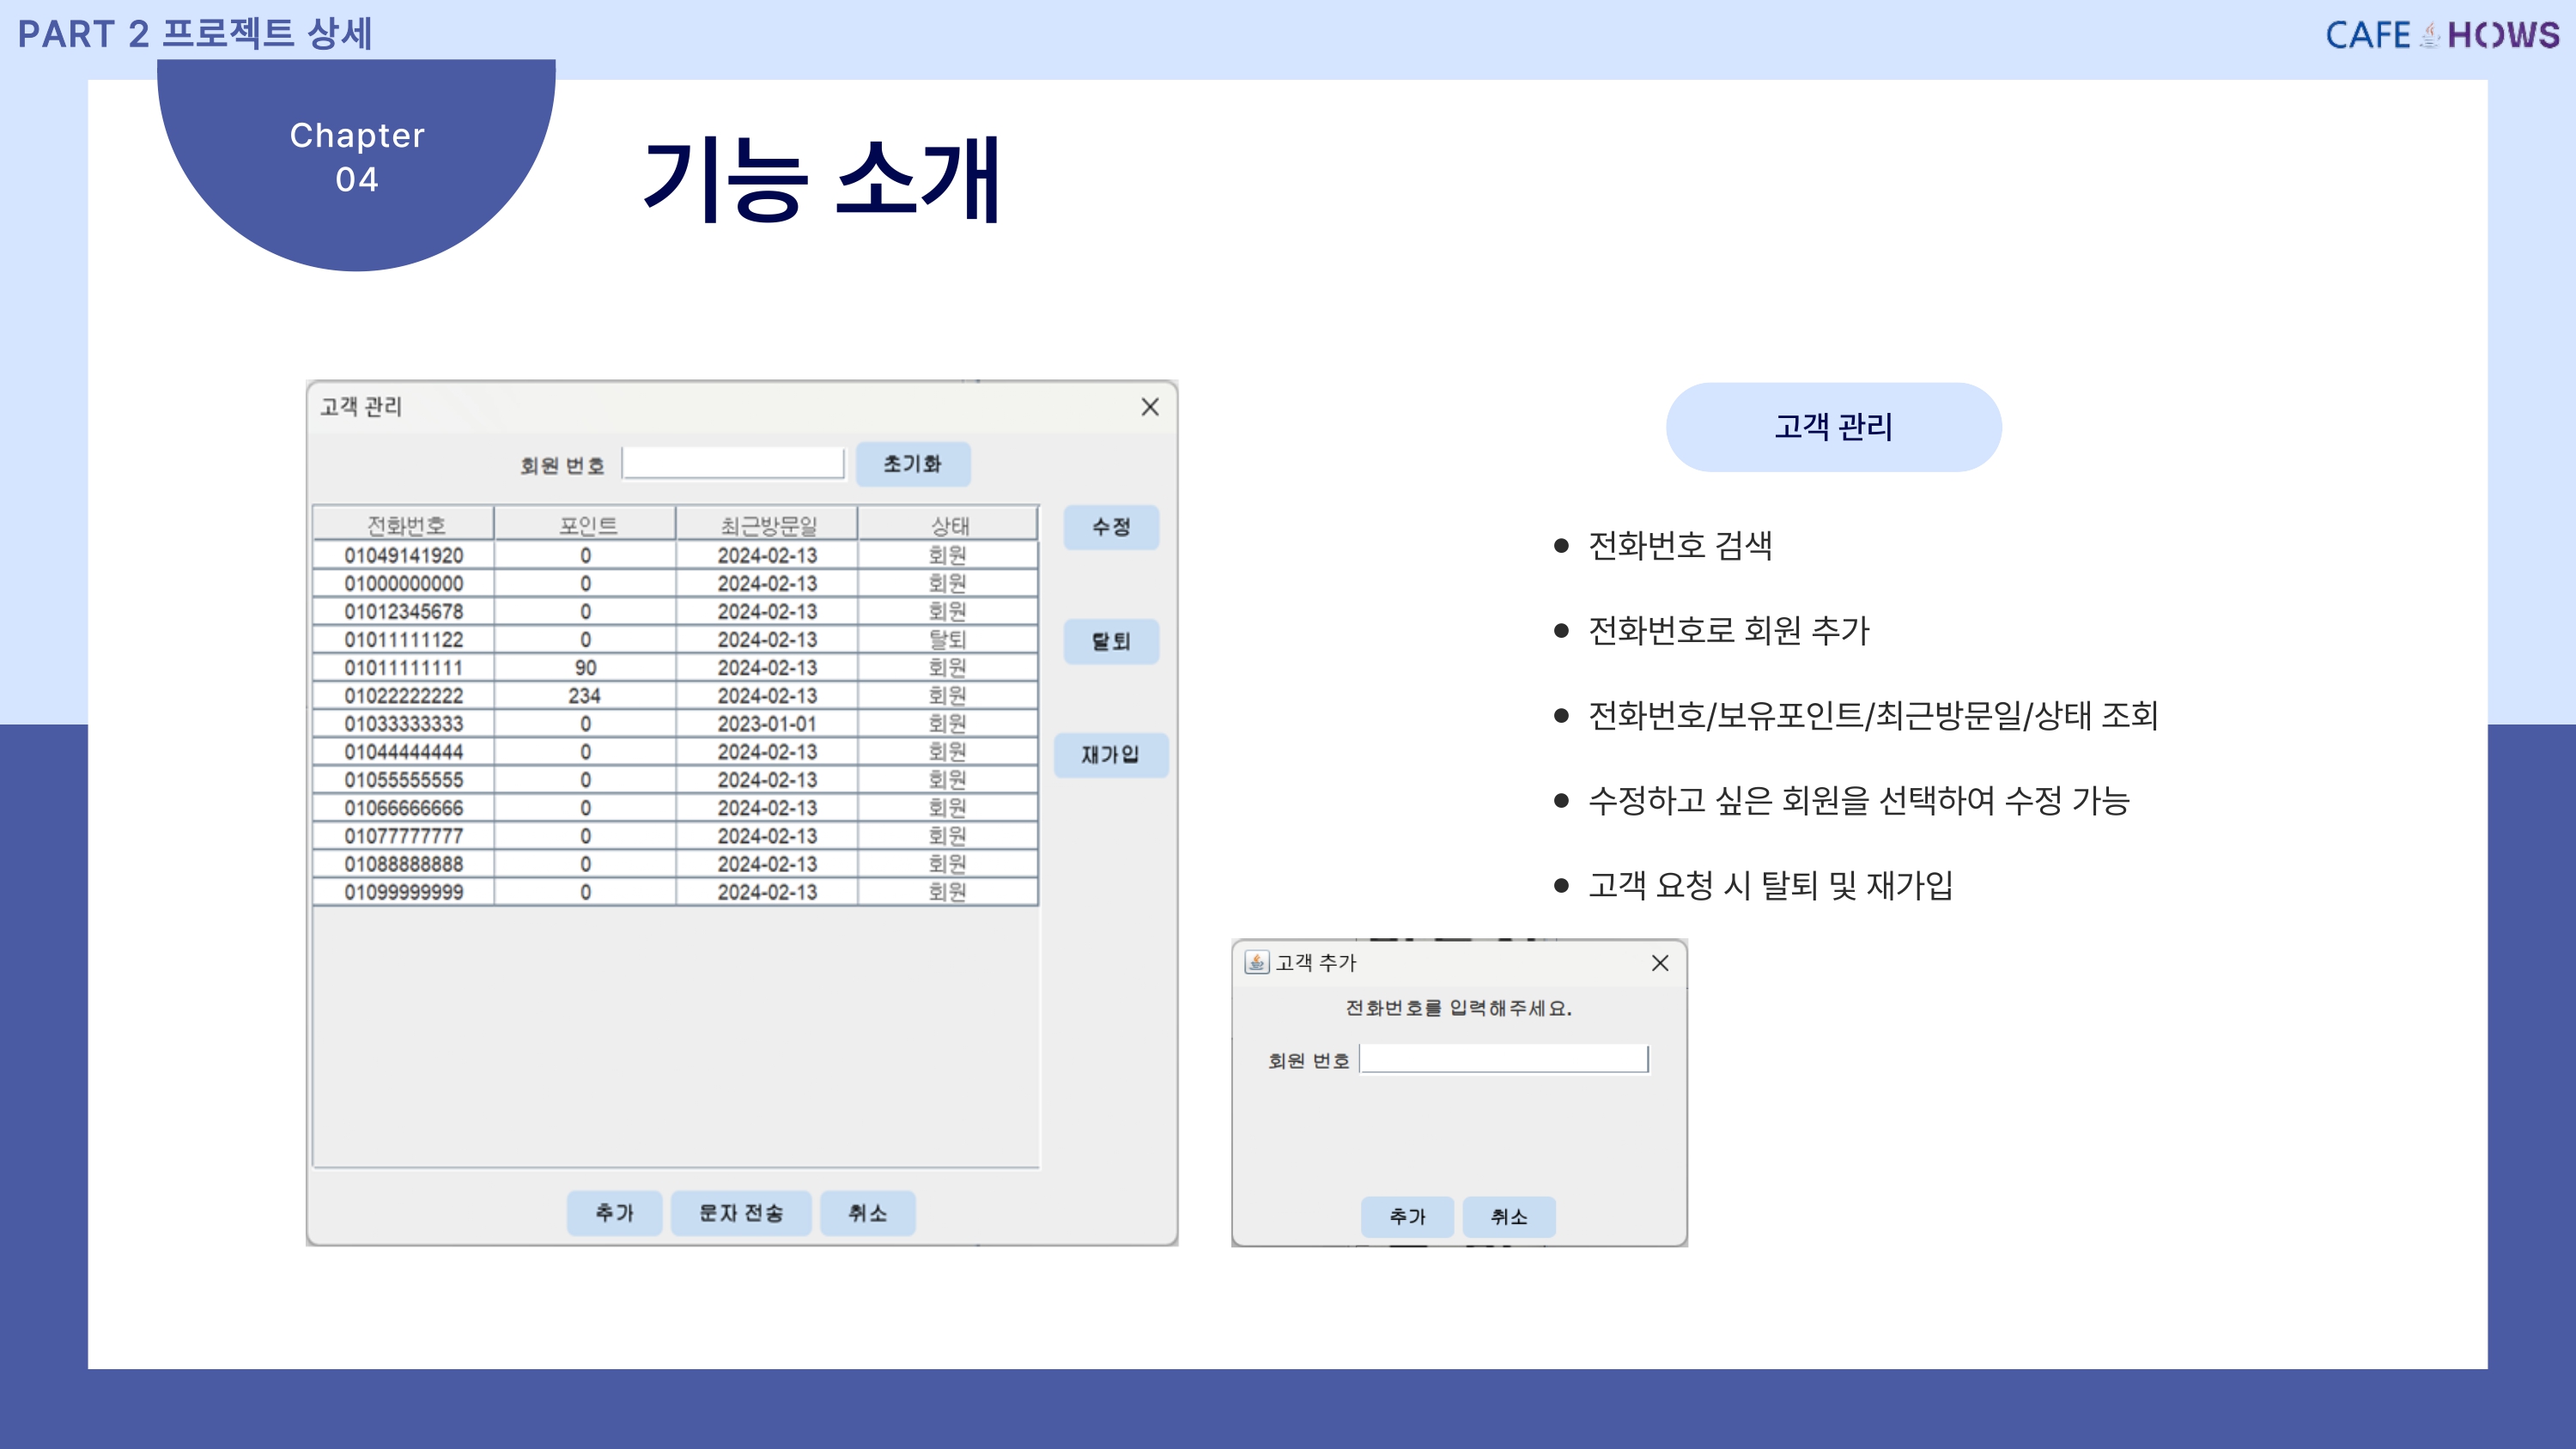 PART 2 프로젝트 상세
CAFE HOWS
Chapter
04
기능 소개
고객 관리
회원 번호 초기화
전화번호 포인트 최근방문일 상태
01049141920 0 2024-02-13 회원
01000000000 0 2024-02-13 회원
01012345678 0 2024-02-13 회원
01011111122 0 2024-02-13 탈퇴
01011111111 90 2024-02-13 회원
01022222222 234 2024-02-13 회원
01033333333 0 2023-01-01 회원
01044444444 0 2024-02-13 회원
01055555555 0 2024-02-13 회원
01066666666 0 2024-02-13 회원
01077777777 0 2024-02-13 회원
01088888888 0 2024-02-13 회원
01099999999 0 2024-02-13 회원
수정
탈퇴
재가입
추가 문자 전송 취소
고객 관리
전화번호 검색
전화번호로 회원 추가
전화번호/보유포인트/최근방문일/상태 조회
수정하고 싶은 회원을 선택하여 수정 가능
고객 요청 시 탈퇴 및 재가입
고객 추가
전화번호를 입력해주세요.
회원 번호
추가 취소